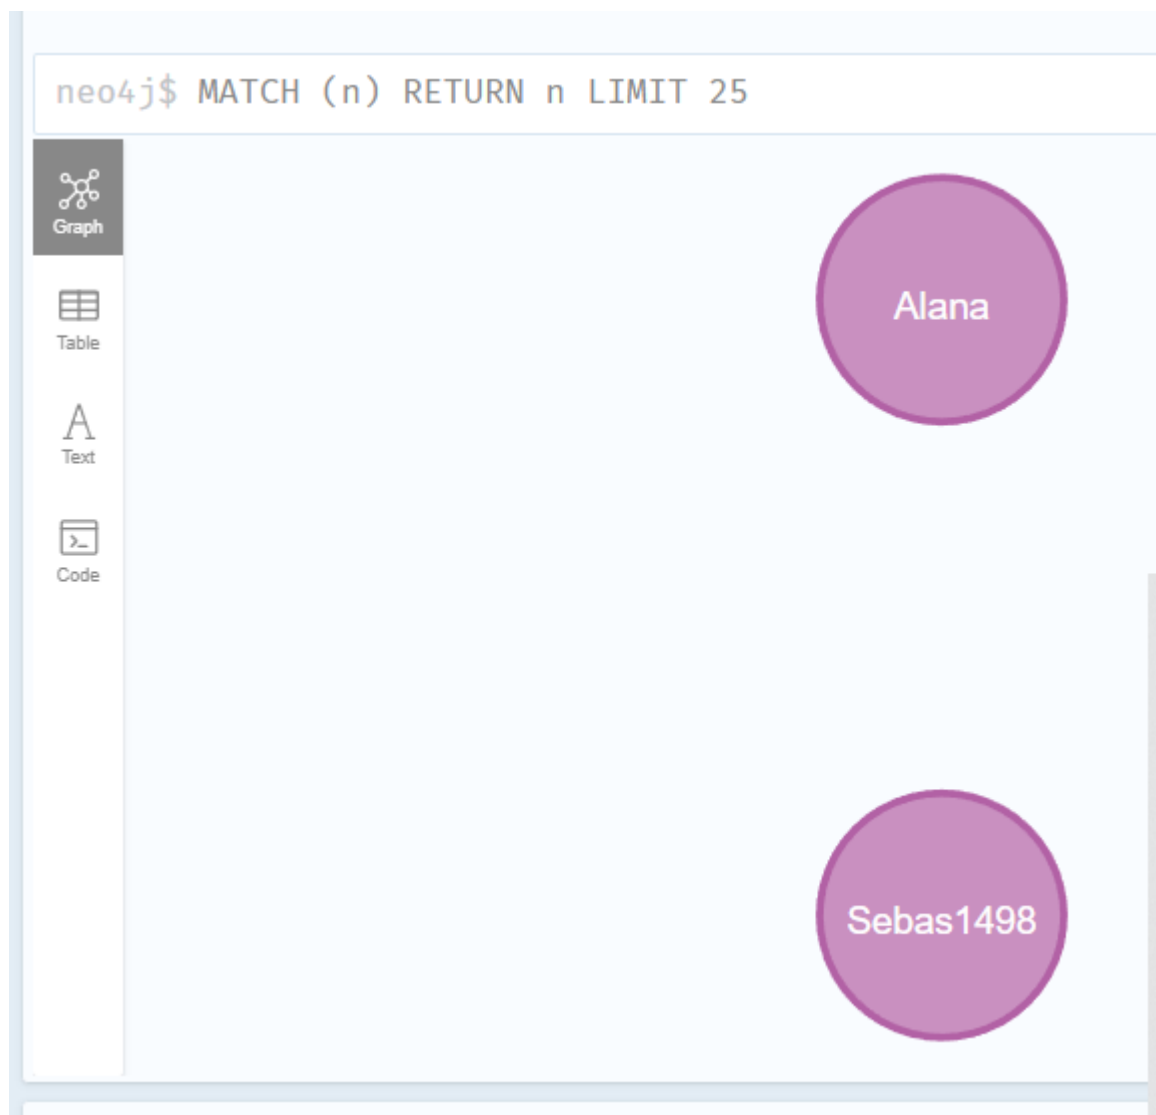 neo4j$ MATCH (n) RETURN n LIMIT 25
Graph
Table
Text
Code
Alana
Sebas1498